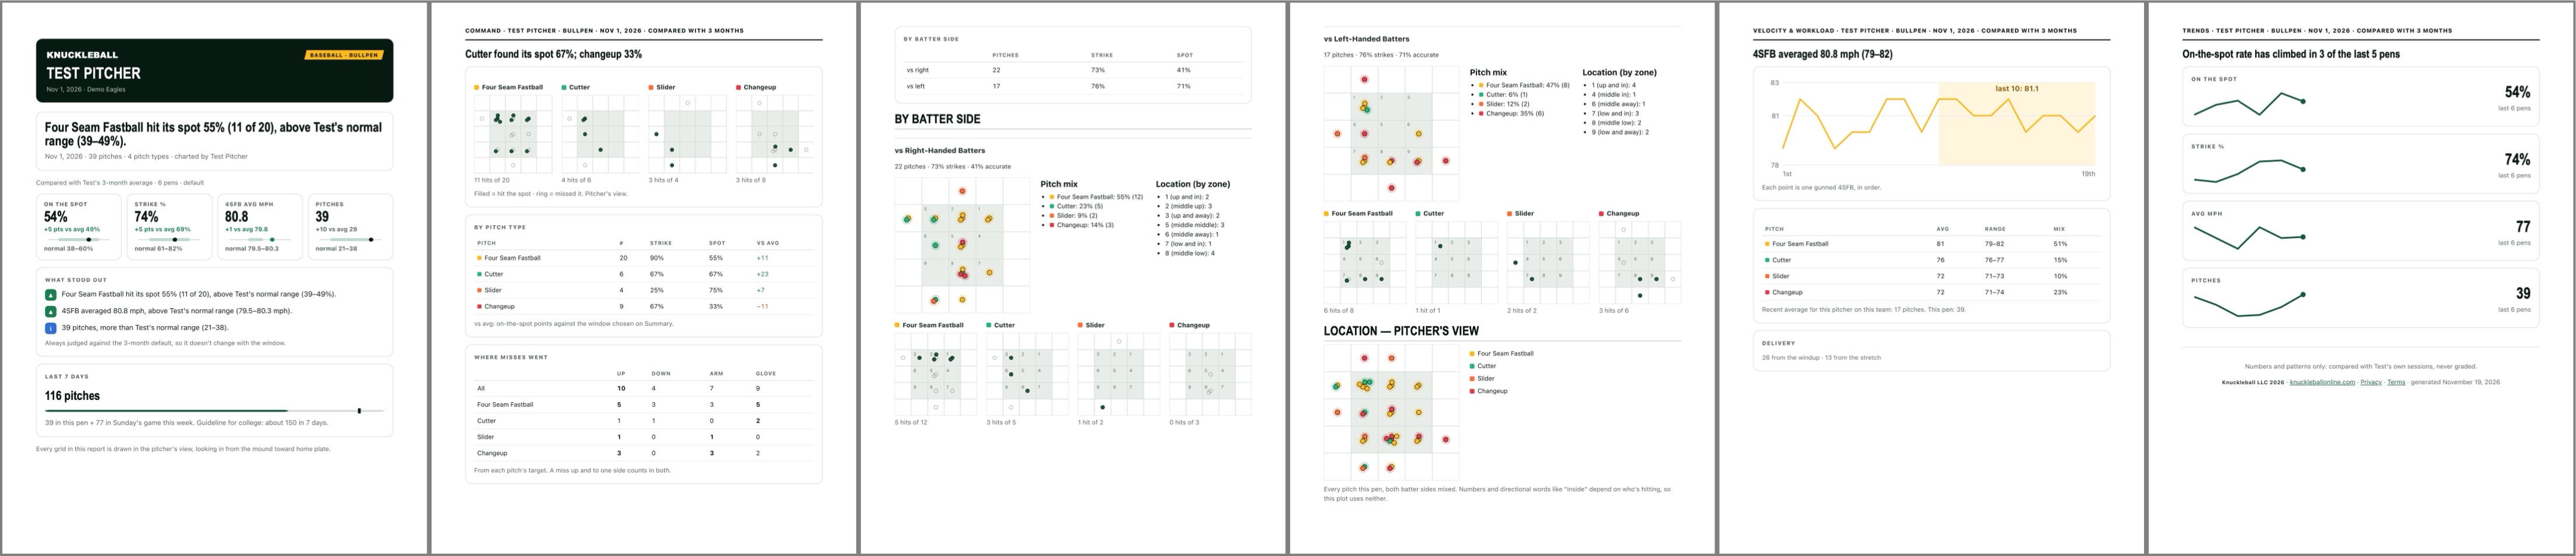 KNUCKLEBALL
BASEBALL · BULLPEN
TEST PITCHER
Nov 1, 2026 · Demo Eagles
Four Seam Fastball hit its spot 55% (11 of 20), above Test's normal
range (39–49%).
Nov 1, 2026 · 39 pitches · 4 pitch types · charted by Test Pitcher
Compared with Test's 3-month average · 6 pens · default
ON THE SPOT
54%
+5 pts vs avg 49%
normal 38–60%
STRIKE %
74%
+5 pts vs avg 69%
normal 61–82%
4SFB AVG MPH
80.8
+1 vs avg 79.8
normal 79.5–80.3
PITCHES
39
+10 vs avg 29
normal 21–38
WHAT STOOD OUT
Four Seam Fastball hit its spot 55% (11 of 20), above Test's normal range (39–49%).
4SFB averaged 80.8 mph, above Test's normal range (79.5–80.3 mph).
39 pitches, more than Test's normal range (21–38).
Always judged against the 3-month default, so it doesn't change with the window.
LAST 7 DAYS
116 pitches
39 in this pen + 77 in Sunday's game this week. Guideline for college: about 150 in 7 days.
Every grid in this report is drawn in the pitcher's view, looking in from the mound toward home plate.
COMMAND · TEST PITCHER · BULLPEN · NOV 1, 2026 · COMPARED WITH 3 MONTHS
Cutter found its spot 67%; changeup 33%
Four Seam Fastball
Cutter
Slider
Changeup
11 hits of 20
4 hits of 6
3 hits of 4
3 hits of 9
Filled = hit the spot · ring = missed it. Pitcher's view.
BY PITCH TYPE
PITCH # STRIKE SPOT VS AVG
Four Seam Fastball 20 90% 55% +11
Cutter 6 67% 67% +23
Slider 4 25% 75% +7
Changeup 9 67% 33% −11
vs avg: on-the-spot points against the window chosen on Summary.
WHERE MISSES WENT
UP DOWN ARM GLOVE
All 10 4 7 9
Four Seam Fastball 5 3 3 5
Cutter 1 1 0 2
Slider 1 0 1 0
Changeup 3 0 3 2
From each pitch's target. A miss up and to one side counts in both.
BY BATTER SIDE
PITCHES STRIKE SPOT
vs right 22 73% 41%
vs left 17 76% 71%
BY BATTER SIDE
vs Right-Handed Batters
22 pitches · 73% strikes · 41% accurate
Pitch mix
Four Seam Fastball: 55% (12)
Cutter: 23% (5)
Slider: 9% (2)
Changeup: 14% (3)
Location (by zone)
1 (up and in): 2
2 (middle up): 3
3 (up and away): 2
5 (middle middle): 3
6 (middle away): 1
7 (low and in): 1
8 (middle low): 4
Four Seam Fastball
Cutter
Slider
Changeup
5 hits of 12
3 hits of 5
1 hit of 2
0 hits of 3
vs Left-Handed Batters
17 pitches · 76% strikes · 71% accurate
Pitch mix
Four Seam Fastball: 47% (8)
Cutter: 6% (1)
Slider: 12% (2)
Changeup: 35% (6)
Location (by zone)
1 (up and in): 4
4 (middle in): 1
6 (middle away): 1
7 (low and in): 3
8 (middle low): 2
9 (low and away): 2
Four Seam Fastball
Cutter
Slider
Changeup
6 hits of 8
1 hit of 1
2 hits of 2
3 hits of 6
LOCATION — PITCHER'S VIEW
Four Seam Fastball
Cutter
Slider
Changeup
Every pitch this pen, both batter sides mixed. Numbers and directional words like "inside" depend on who's hitting, so
this plot uses neither.
VELOCITY & WORKLOAD · TEST PITCHER · BULLPEN · NOV 1, 2026 · COMPARED WITH 3 MONTHS
4SFB averaged 80.8 mph (79–82)
83
last 10: 81.1
81
78
1st
19th
Each point is one gunned 4SFB, in order.
PITCH AVG RANGE MIX
Four Seam Fastball 81 79–82 51%
Cutter 76 76–77 15%
Slider 72 71–73 10%
Changeup 72 71–74 23%
Recent average for this pitcher on this team: 17 pitches. This pen: 39.
DELIVERY
26 from the windup · 13 from the stretch
TRENDS · TEST PITCHER · BULLPEN · NOV 1, 2026 · COMPARED WITH 3 MONTHS
On-the-spot rate has climbed in 3 of the last 5 pens
ON THE SPOT
54%
last 6 pens
STRIKE %
74%
last 6 pens
AVG MPH
77
last 6 pens
PITCHES
39
last 6 pens
Numbers and patterns only: compared with Test's own sessions, never graded.
Knuckleball LLC 2026 · knuckleballonline.com · Privacy · Terms · generated November 19, 2026